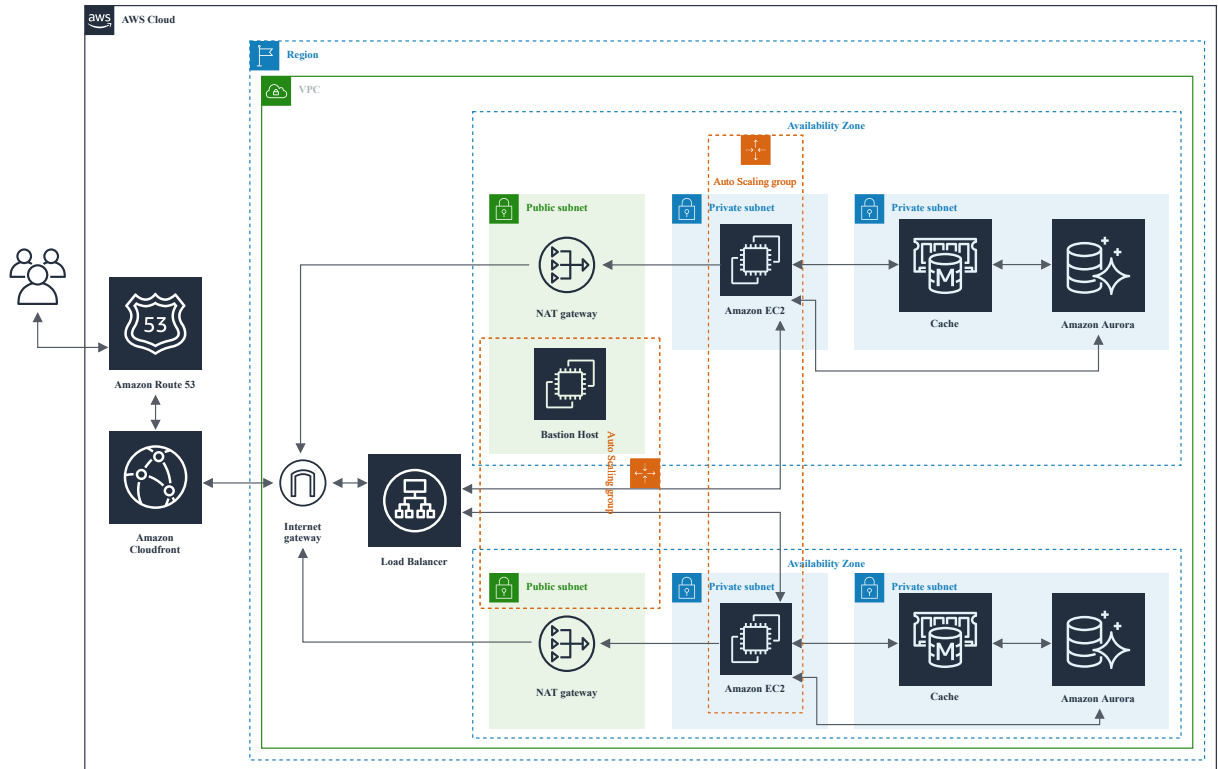 aws
AWS Cloud
Region
VPC
Availability Zone
Auto Scaling group
Public subnet
Private subnet
Private subnet
NAT gateway
Amazon EC2
M
Cache
Amazon Aurora
53
Amazon Route 53
Bastion Host
Auto Scaling group
Amazon
Cloudfront
Internet
gateway
Load Balancer
Availability Zone
Public subnet
Private subnet
Private subnet
NAT gateway
Amazon EC2
M
Cache
Amazon Aurora